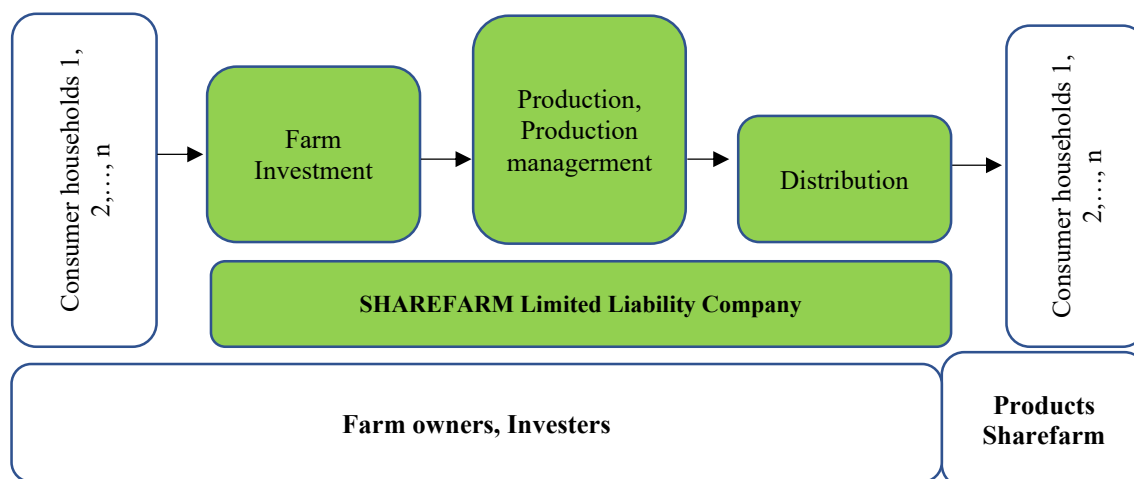 Consumer households 1,
2,…, n
Farm
Investment
Production,
Production
managerment
Distribution
Consumer households 1,
2,…, n
SHAREFARM Limited Liability Company
Farm owners, Investers
Products
Sharefarm